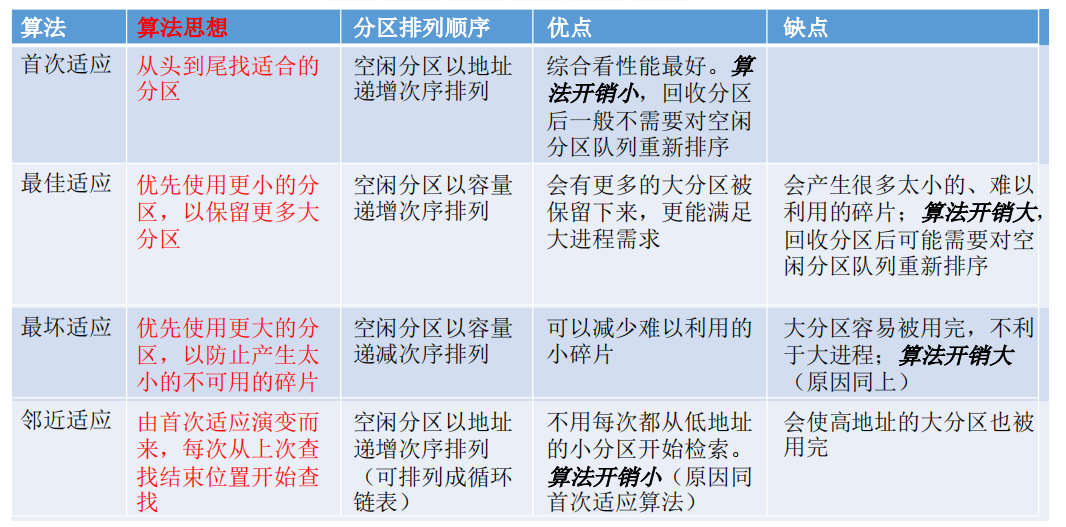 算法 算法思想 分区排列顺序 优点 缺点
首次适应
从头到尾找适合的
分区
空闲分区以地址
递增次序排列
综合看性能最好。算
法开销小，回收分区
后一般不需要对空闲
分区队列重新排序
最佳适应
优先使用更小的分
区，以保留更多大
分区
空闲分区以容量
递增次序排列
会有更多的大分区被
保留下来，更能满足
大进程需求
会产生很多太小的、难以
利用的碎片；算法开销大，
回收分区后可能需要对空
闲分区队列重新排序
最坏适应
优先使用更大的分
区，以防止产生太
小的不可用的碎片
空闲分区以容量
递减次序排列
可以减少难以利用的
小碎片
大分区容易被用完，不利
于大进程；算法开销大
（原因同上）
邻近适应
由首次适应演变而
来，每次从上次查
找结束位置开始查
找
空闲分区以地址
递增次序排列
（可排列成循环
链表）
不用每次都从低地址
的小分区开始检索。
算法开销小（原因同
首次适应算法）
会使高地址的大分区也被
用完